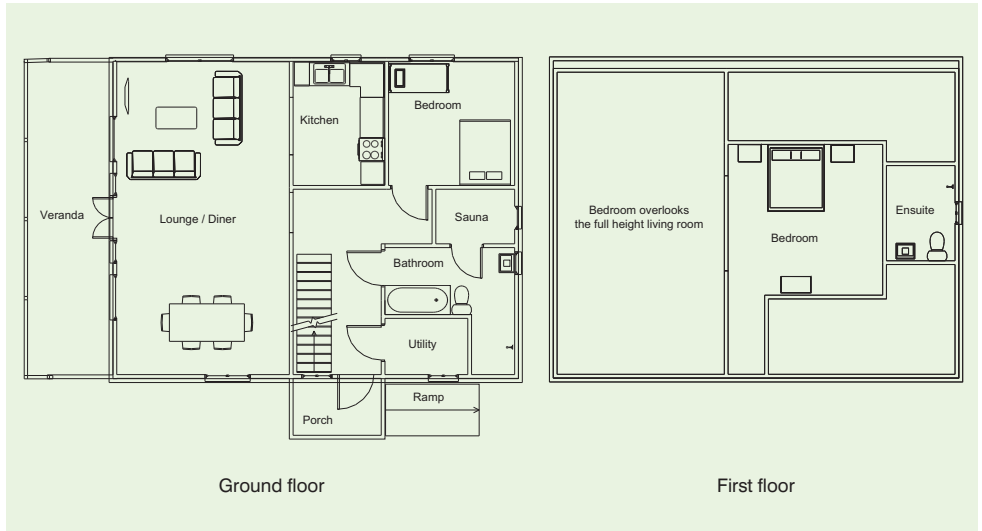 Kitchen
Bedroom
Veranda
Lounge / Diner
Sauna
Bathroom
Utility
Ramp
Porch
Ground floor
Bedroom overlooks
the full height living room
Ensuite
Bedroom
First floor